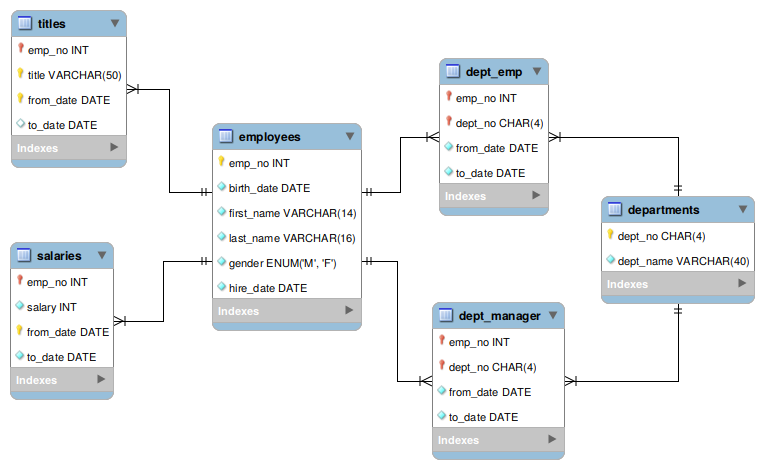 titles
emp_no INT
title VARCHAR(50)
from_date DATE
to_date DATE
Indexes
salaries
emp_no INT
salary INT
from_date DATE
to_date DATE
Indexes
employees
emp_no INT
birth_date DATE
first_name VARCHAR(14)
last_name VARCHAR(16)
gender ENUM('M', 'F')
hire_date DATE
Indexes
dept_emp
emp_no INT
dept_no CHAR(4)
from_date DATE
to_date DATE
Indexes
dept_manager
emp_no INT
dept_no CHAR(4)
from_date DATE
to_date DATE
Indexes
departments
dept_no CHAR(4)
dept_name VARCHAR(40)
Indexes